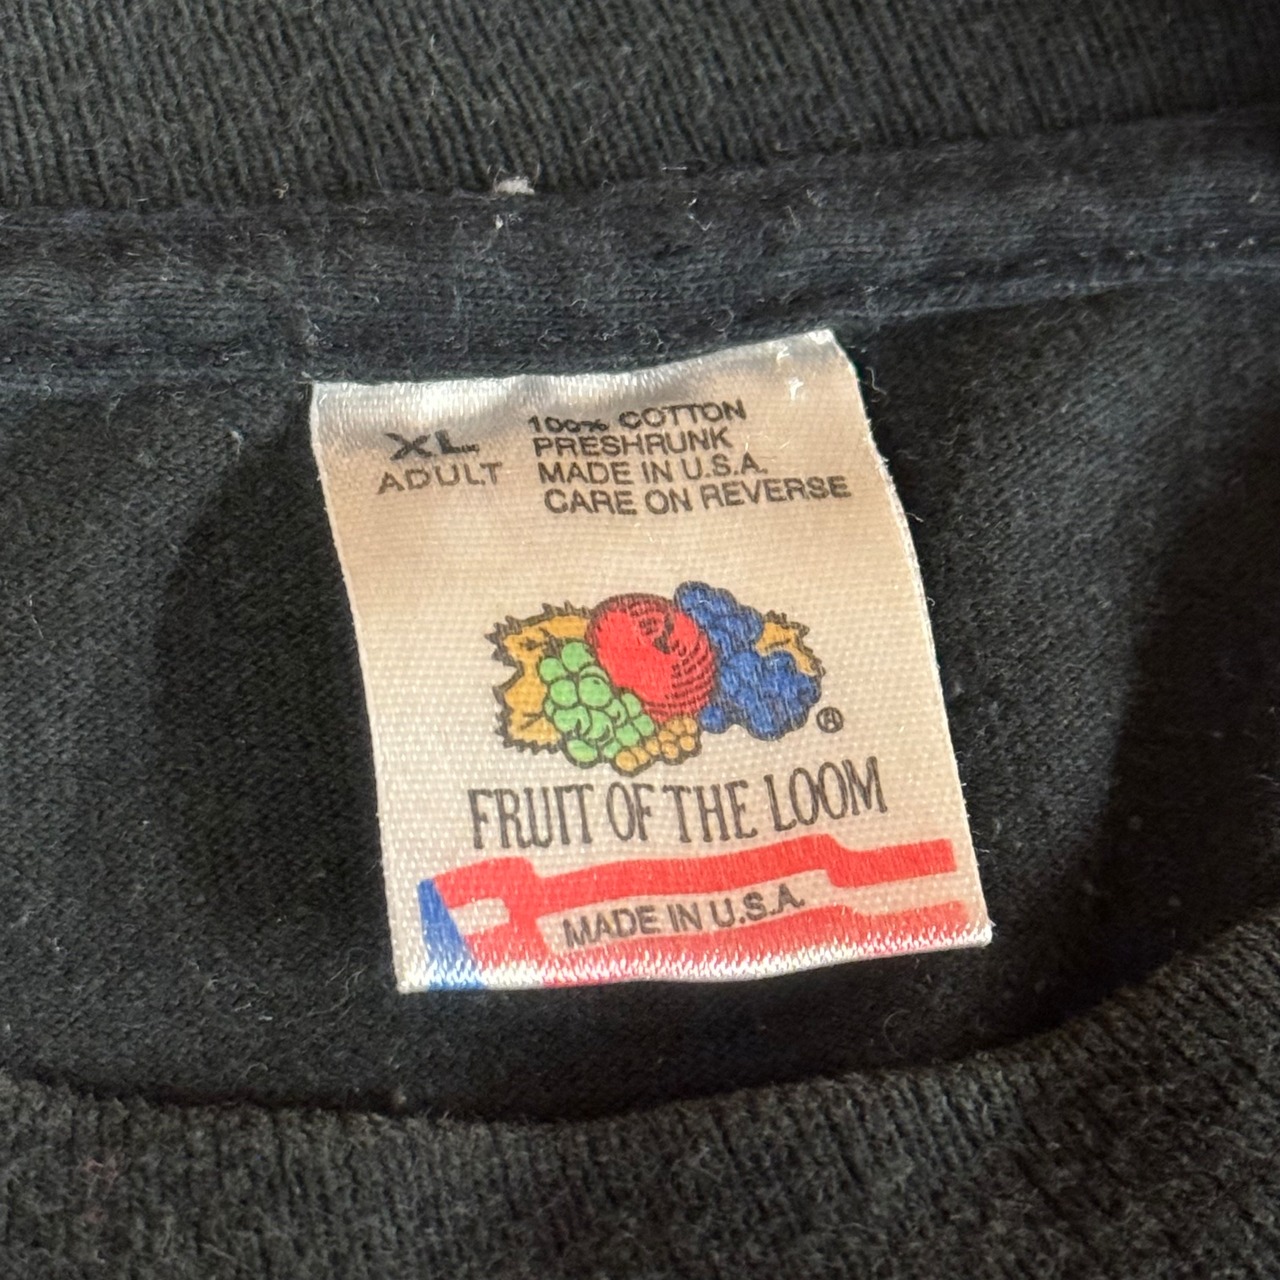 XL
ADULT
100% COTTON
PRESHRUNK
MADE IN U.S.A.
CARE ON REVERSE
®
FRUIT OF THE LOOM
MADE IN U.S.A.